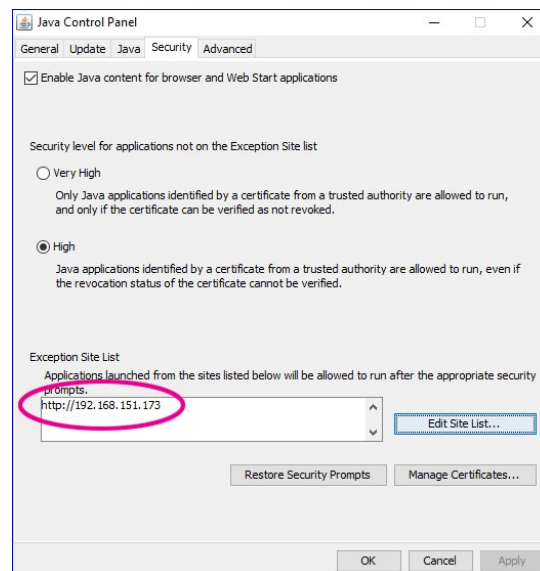 Java Control Panel
General Update Java Security Advanced
Enable Java content for browser and Web Start applications
Security level for applications not on the Exception Site list
Very High
Only Java applications identified by a certificate from a trusted authority are allowed to run,
and only if the certificate can be verified as not revoked.
High
Java applications identified by a certificate from a trusted authority are allowed to run, even if
the revocation status of the certificate cannot be verified.
Exception Site List
Applications launched from the sites listed below will be allowed to run after the appropriate security
prompts.
http://192.168.151.173
Edit Site List...
Restore Security Prompts Manage Certificates...
OK Cancel Apply